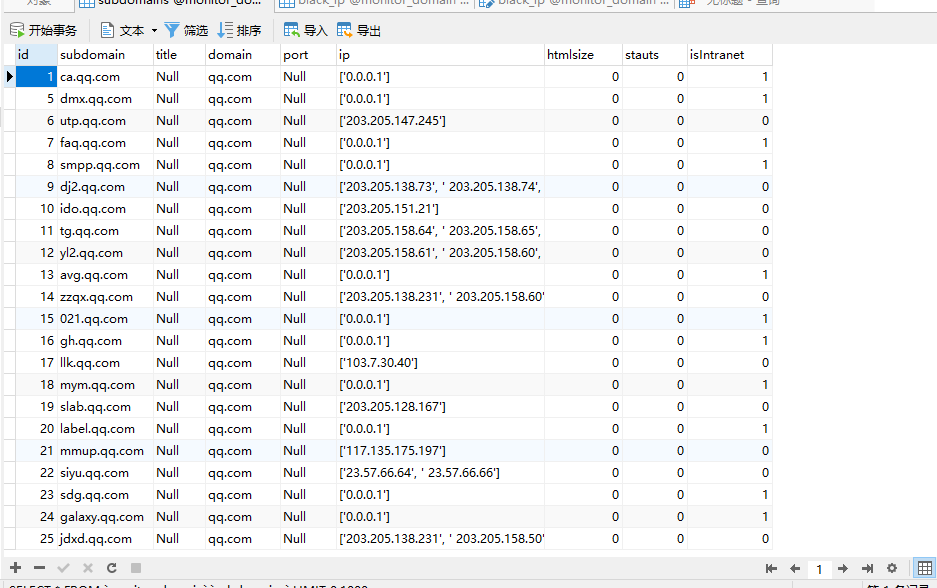 对象 subdomains @monitor_do... black_ip @monitor_domain ... black_ip @monitor_domain ... 无标题 - 查询
开始事务 文本 筛选 排序 导入 导出
id subdomain title domain port ip htmlsize stauts isIntranet
1 ca.qq.com Null qq.com Null ['0.0.0.1'] 0 0 1
5 dmx.qq.com Null qq.com Null ['0.0.0.1'] 0 0 1
6 utp.qq.com Null qq.com Null ['203.205.147.245'] 0 0 0
7 faq.qq.com Null qq.com Null ['0.0.0.1'] 0 0 1
8 smpp.qq.com Null qq.com Null ['0.0.0.1'] 0 0 1
9 dj2.qq.com Null qq.com Null ['203.205.138.73', ' 203.205.138.74', 0 0 0
10 ido.qq.com Null qq.com Null ['203.205.151.21'] 0 0 0
11 tg.qq.com Null qq.com Null ['203.205.158.64', ' 203.205.158.65', 0 0 0
12 yl2.qq.com Null qq.com Null ['203.205.158.61', ' 203.205.158.60', 0 0 0
13 avg.qq.com Null qq.com Null ['0.0.0.1'] 0 0 1
14 zzqx.qq.com Null qq.com Null ['203.205.138.231', ' 203.205.158.60' 0 0 0
15 021.qq.com Null qq.com Null ['0.0.0.1'] 0 0 1
16 gh.qq.com Null qq.com Null ['0.0.0.1'] 0 0 1
17 llk.qq.com Null qq.com Null ['103.7.30.40'] 0 0 0
18 mym.qq.com Null qq.com Null ['0.0.0.1'] 0 0 1
19 slab.qq.com Null qq.com Null ['203.205.128.167'] 0 0 0
20 label.qq.com Null qq.com Null ['0.0.0.1'] 0 0 1
21 mmup.qq.com Null qq.com Null ['117.135.175.197'] 0 0 0
22 siyu.qq.com Null qq.com Null ['23.57.66.64', ' 23.57.66.66'] 0 0 0
23 sdg.qq.com Null qq.com Null ['0.0.0.1'] 0 0 1
24 galaxy.qq.com Null qq.com Null ['0.0.0.1'] 0 0 1
25 jdxd.qq.com Null qq.com Null ['203.205.138.231', ' 203.205.158.50' 0 0 0
1